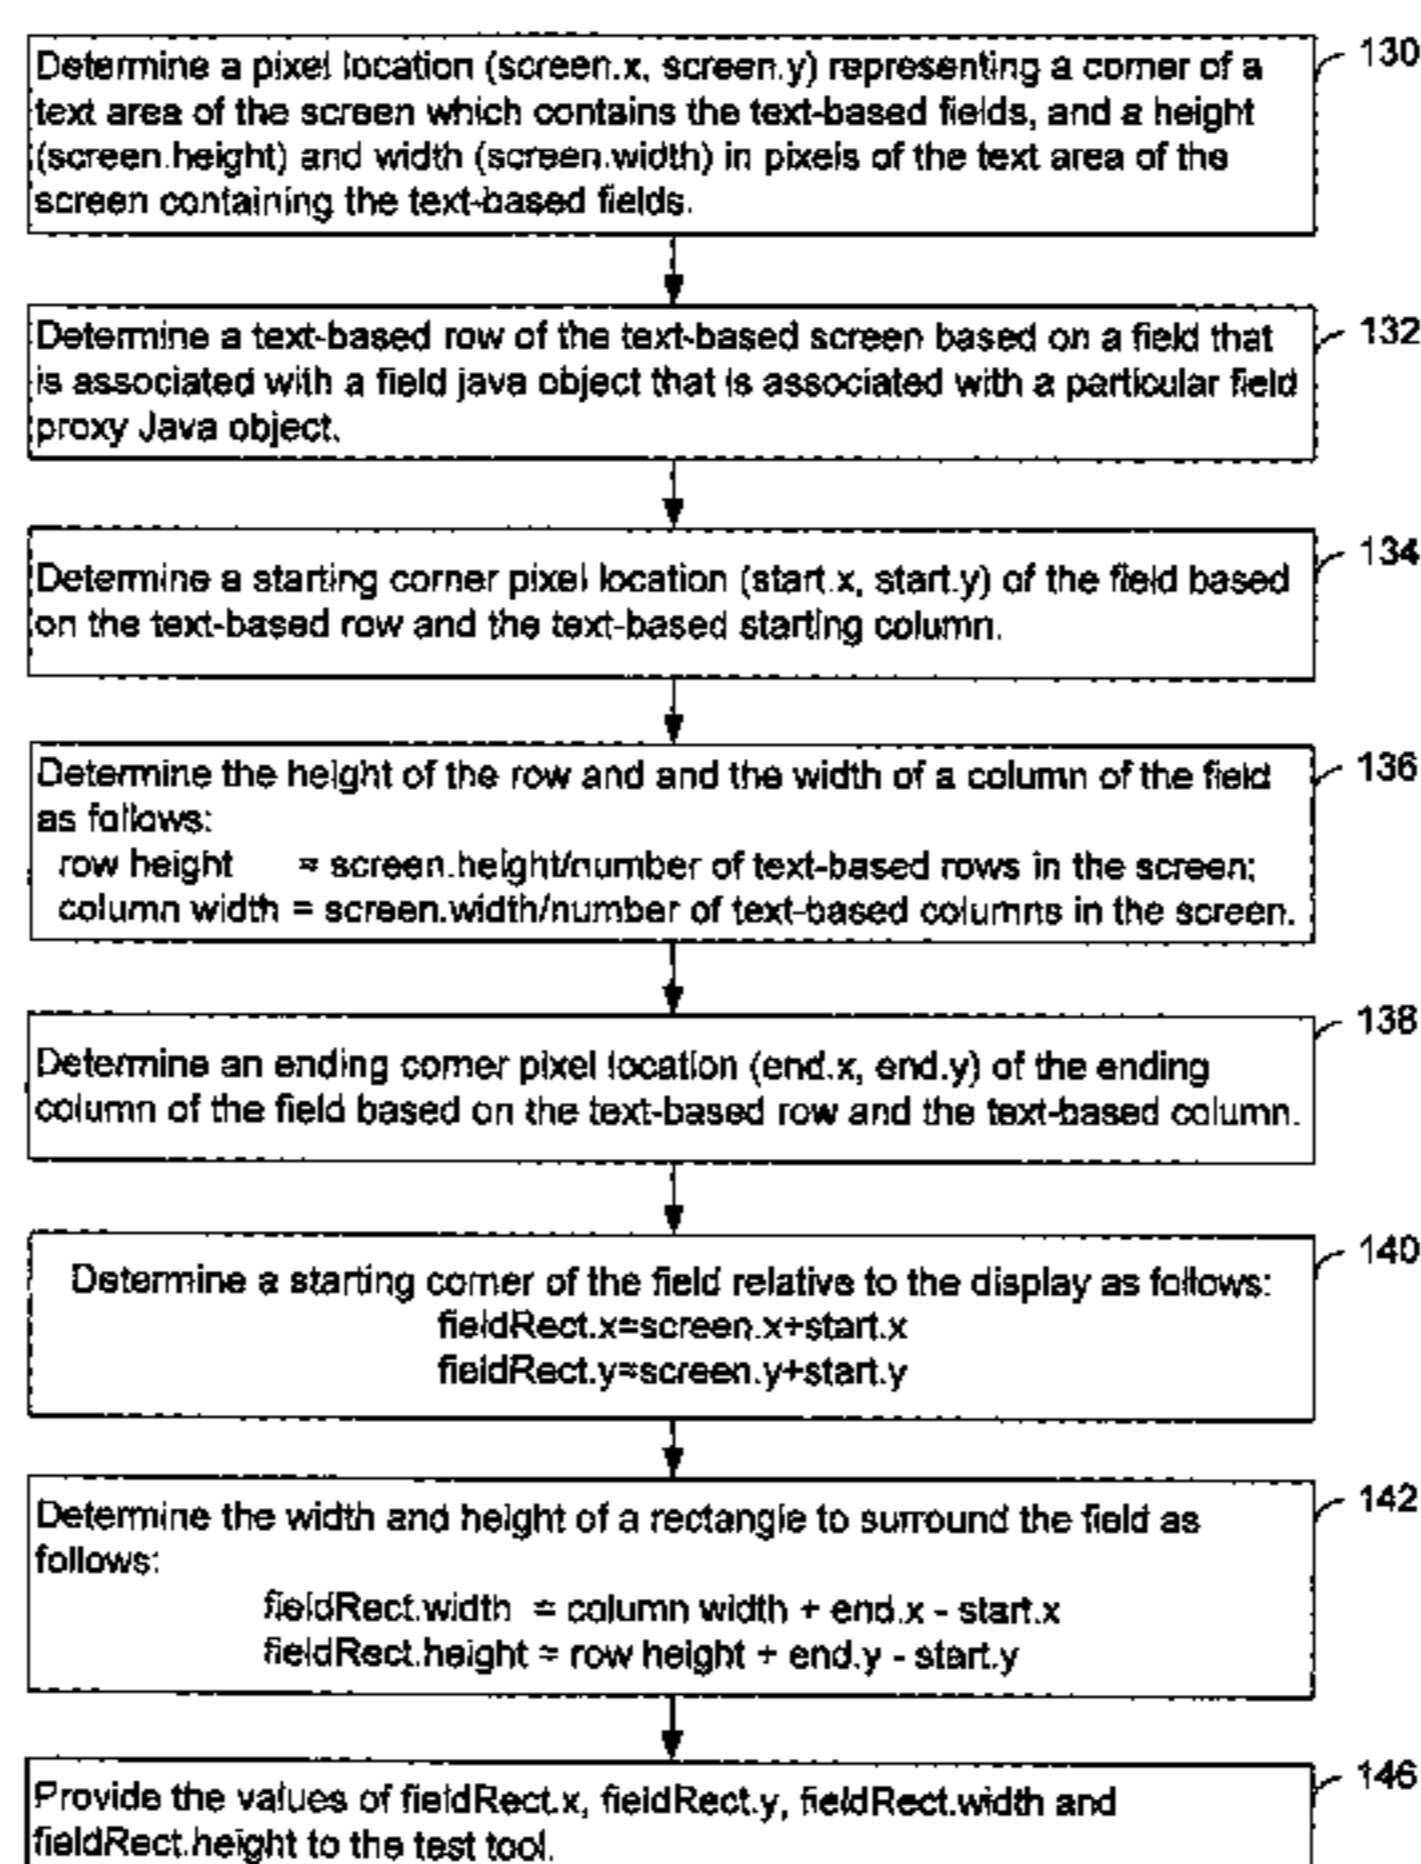 130
Determine a pixel location (screen.x, screen.y) representing a corner of a
text area of the screen which contains the text-based fields, and a height
(screen.height) and width (screen.width) in pixels of the text area of the
screen containing the text-based fields.
132
Determine a text-based row of the text-based screen based on a field that
is associated with a field java object that is associated with a particular field
proxy Java object.
134
Determine a starting corner pixel location (start.x, start.y) of the field based
on the text-based row and the text-based starting column.
136
Determine the height of the row and and the width of a column of the field
as follows:
row height = screen.height/number of text-based rows in the screen;
column width = screen.width/number of text-based columns in the screen.
138
Determine an ending corner pixel location (end.x, end.y) of the ending
column of the field based on the text-based row and the text-based column.
140
Determine a starting corner of the field relative to the display as follows:
fieldRect.x=screen.x+start.x
fieldRect.y=screen.y+start.y
142
Determine the width and height of a rectangle to surround the field as
follows:
fieldRect.width = column width + end.x - start.x
fieldRect.height = row height + end.y - start.y
146
Provide the values of fieldRect.x, fieldRect.y, fieldRect.width and
fieldRect.height to the test tool.